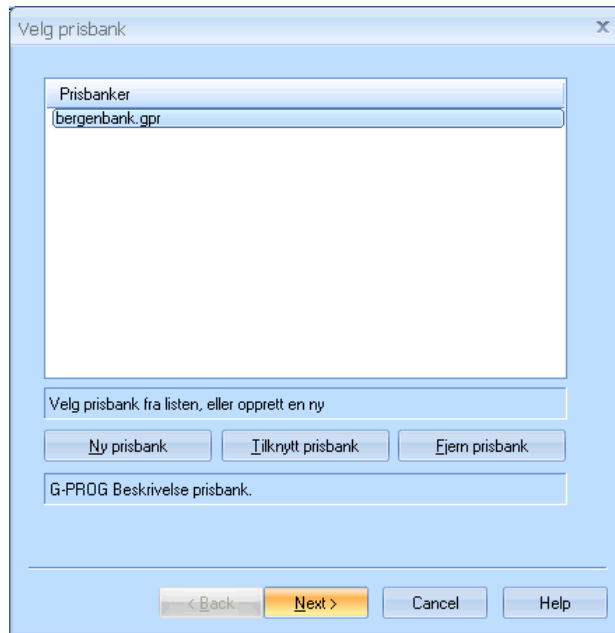 Velg prisbank
x
Prisbanker
bergenbank.gpr
Velg prisbank fra listen, eller opprett en ny
Ny prisbank
Tilknytt prisbank
Fjern prisbank
G-PROG Beskrivelse prisbank.
< Back
Next >
Cancel
Help